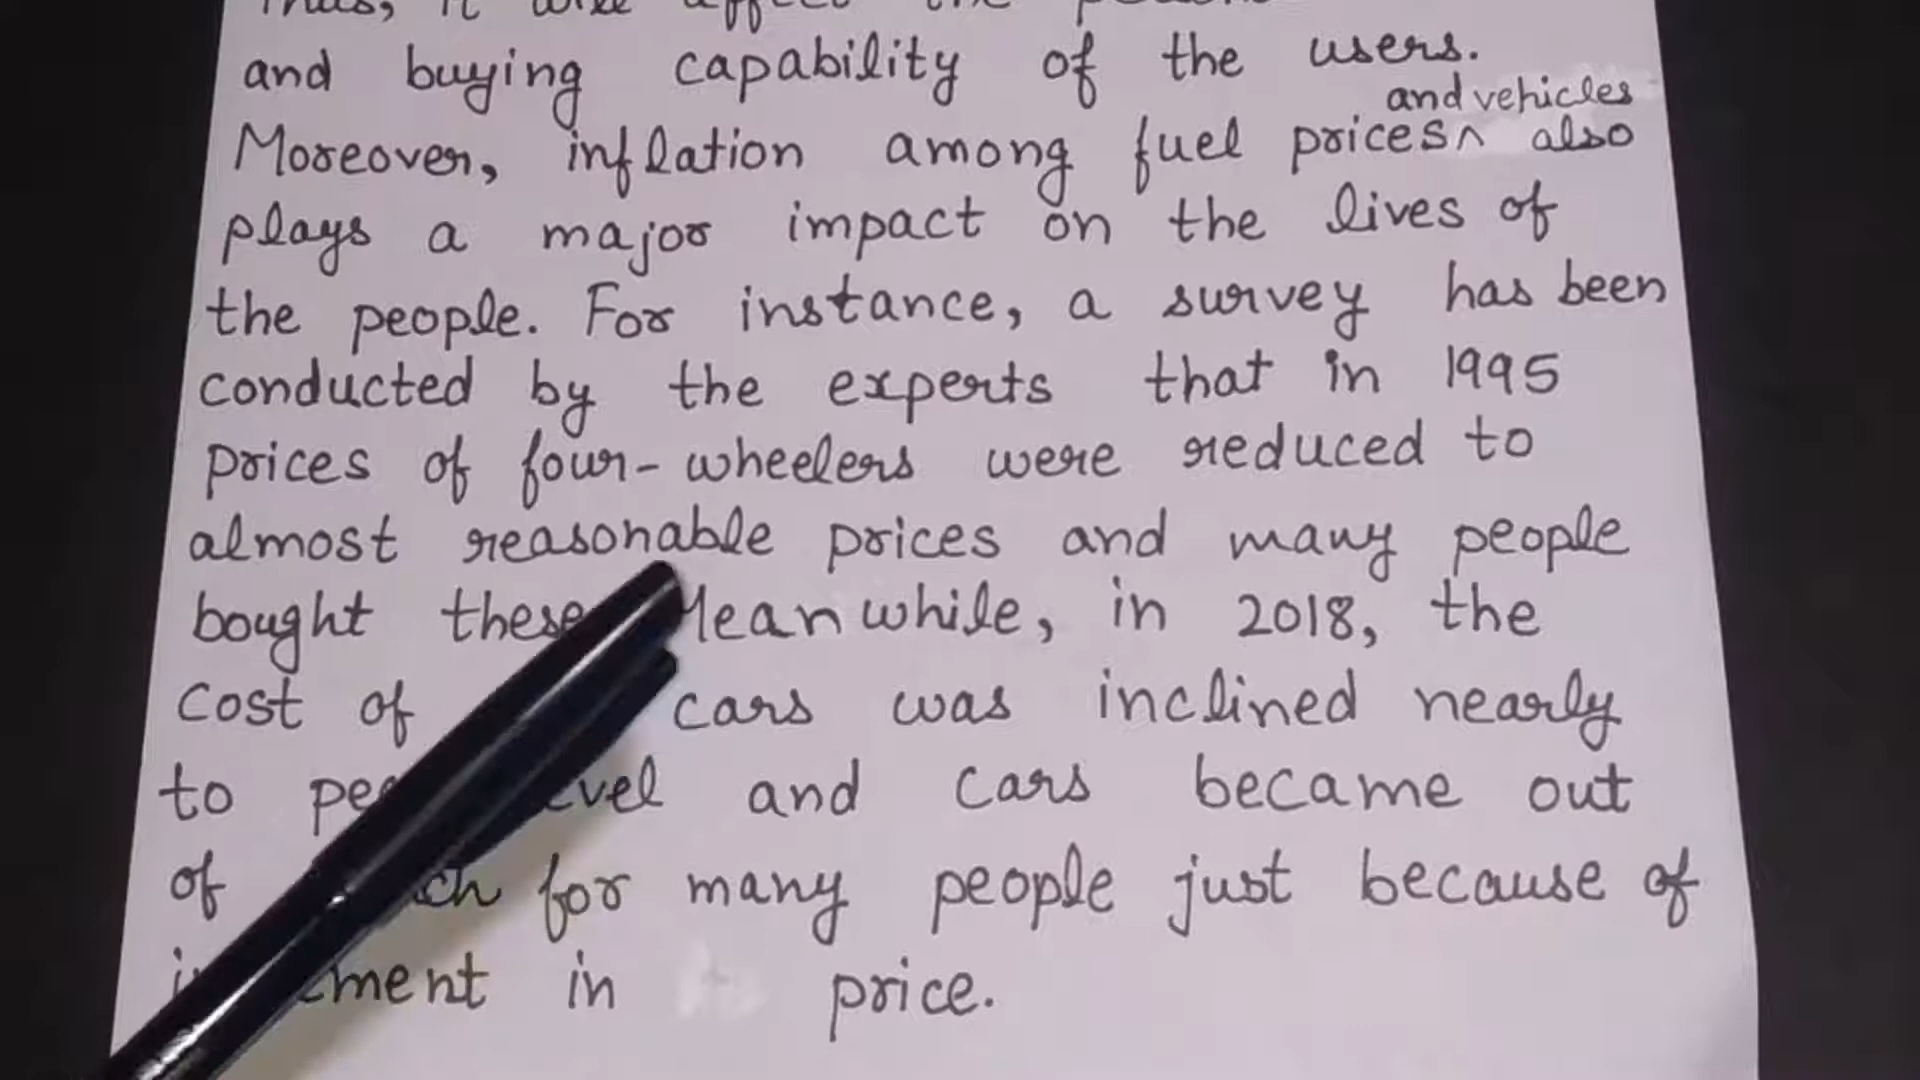 and buying capability of the users.
and vehicles
Moreover, inflation among fuel prices^ also
plays a major impact on the lives of
the people. For instance, a survey has been
conducted by the experts that in 1995
prices of four-wheelers were reduced to
almost reasonable prices and many people
bought these Meanwhile, in 2018, the
cost of cars was inclined nearly
to and cars became out
of for many people just because of
in price.